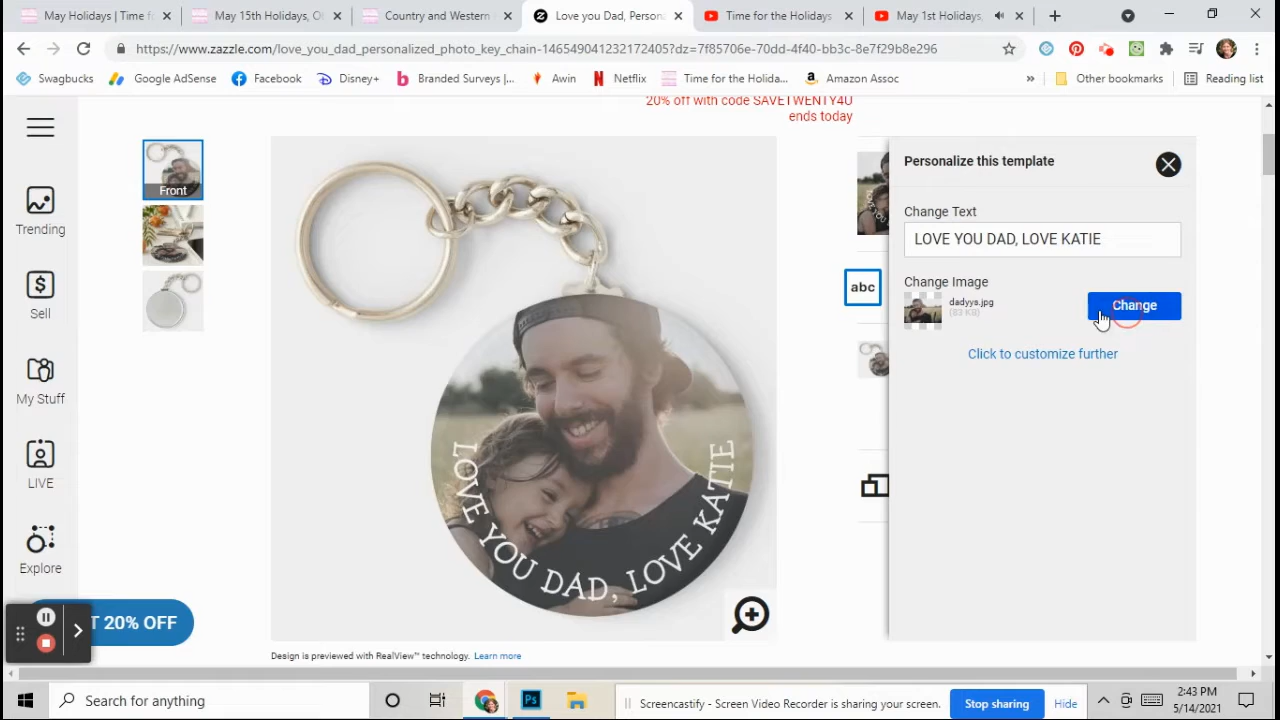 May Holidays | Time f
May 15th Holidays, O
Country and Western
Love you Dad, Persona
Time for the Holidays
May 1st Holidays,
https://www.zazzle.com/love_you_dad_personalized_photo_key_chain-146549041232172405?dz=7f85706e-70dd-4f40-bb3c-8e7f29b8e296
Swagbucks
Google AdSense
Facebook
Disney+
Branded Surveys |...
Awin
Netflix
Time for the Holida...
Amazon Assoc
»
Other bookmarks
Reading list
20% off with code SAVETWENTY4U
ends today
Trending
Sell
My Stuff
LIVE
Explore
Front
LOVE YOU DAD, LOVE KATIE
Personalize this template
Change Text
LOVE YOU DAD, LOVE KATIE
abc
Change Image
dadyys.jpg
(83 KB)
Change
Click to customize further
T 20% OFF
Design is previewed with RealView™ technology. Learn more
Search for anything
Ps
Screencastify - Screen Video Recorder is sharing your screen.
Stop sharing
Hide
2:43 PM
5/14/2021